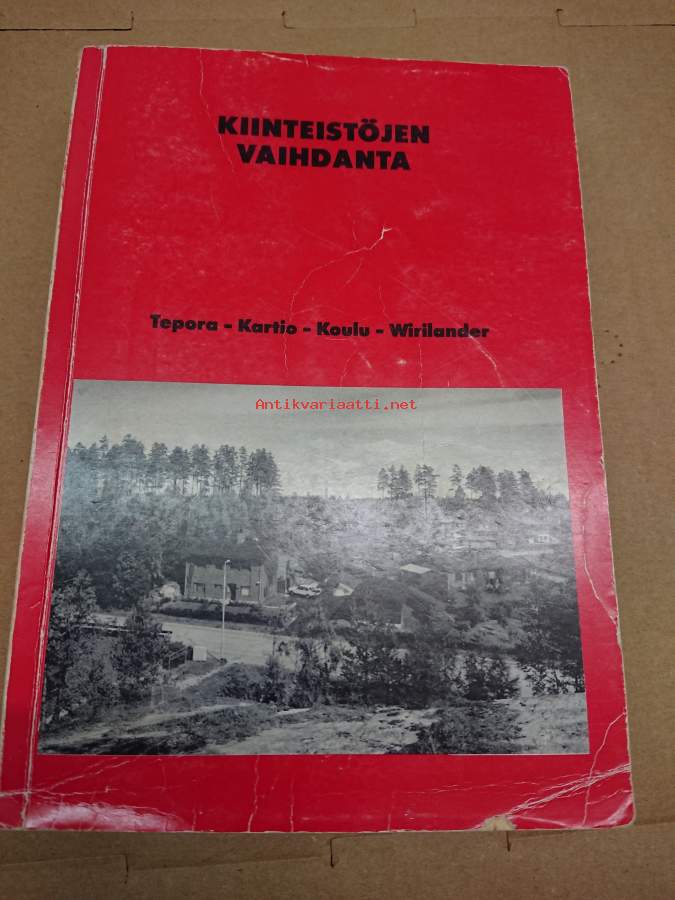 KIINTEISTÖJEN
VAIHDANTA
Tepora - Kartio - Koulu - Wirilander
Antikvariaatti.net